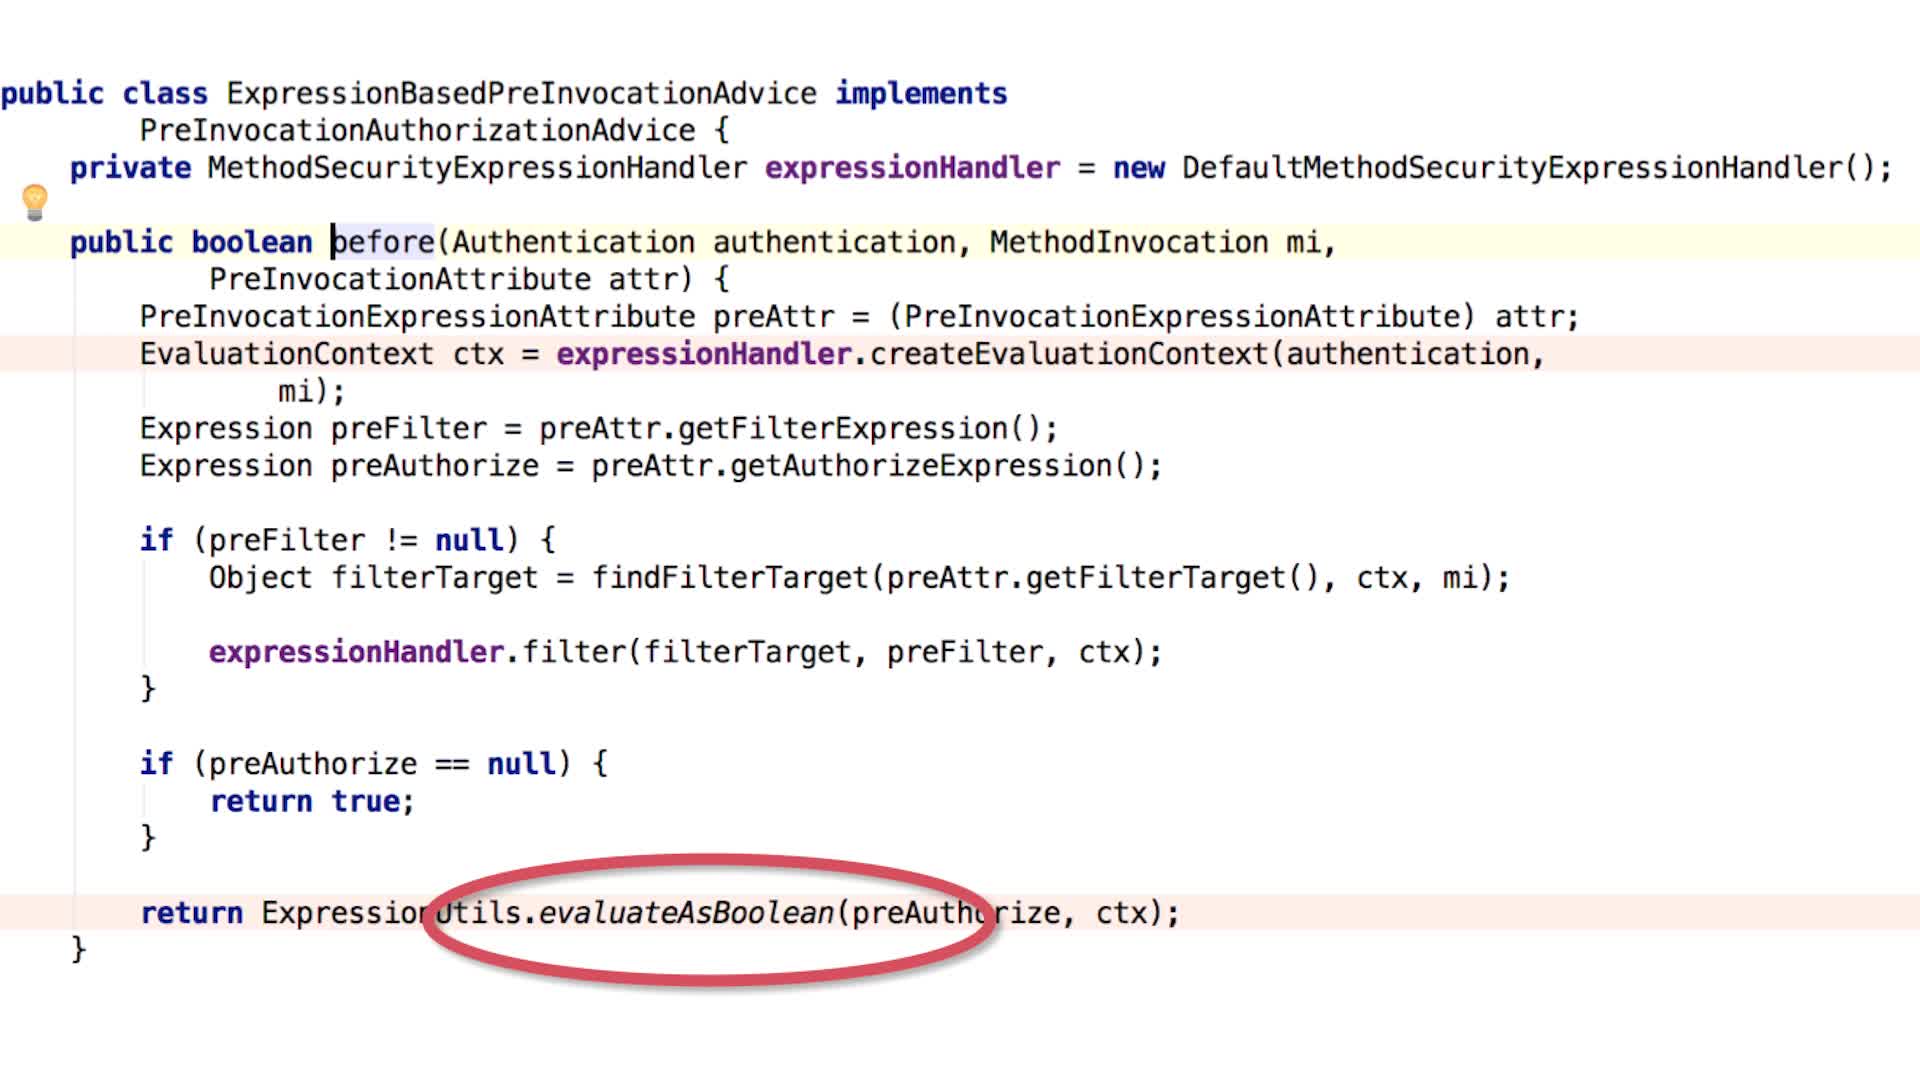 public class ExpressionBasedPreInvocationAdvice implements
PreInvocationAuthorizationAdvice {
private MethodSecurityExpressionHandler expressionHandler = new DefaultMethodSecurityExpressionHandler();
public boolean before(Authentication authentication, MethodInvocation mi,
PreInvocationAttribute attr) {
PreInvocationExpressionAttribute preAttr = (PreInvocationExpressionAttribute) attr;
EvaluationContext ctx = expressionHandler.createEvaluationContext(authentication,
mi);
Expression preFilter = preAttr.getFilterExpression();
Expression preAuthorize = preAttr.getAuthorizeExpression();
if (preFilter != null) {
Object filterTarget = findFilterTarget(preAttr.getFilterTarget(), ctx, mi);
expressionHandler.filter(filterTarget, preFilter, ctx);
}
if (preAuthorize == null) {
return true;
}
return ExpressionUtils.evaluateAsBoolean(preAuthorize, ctx);
}